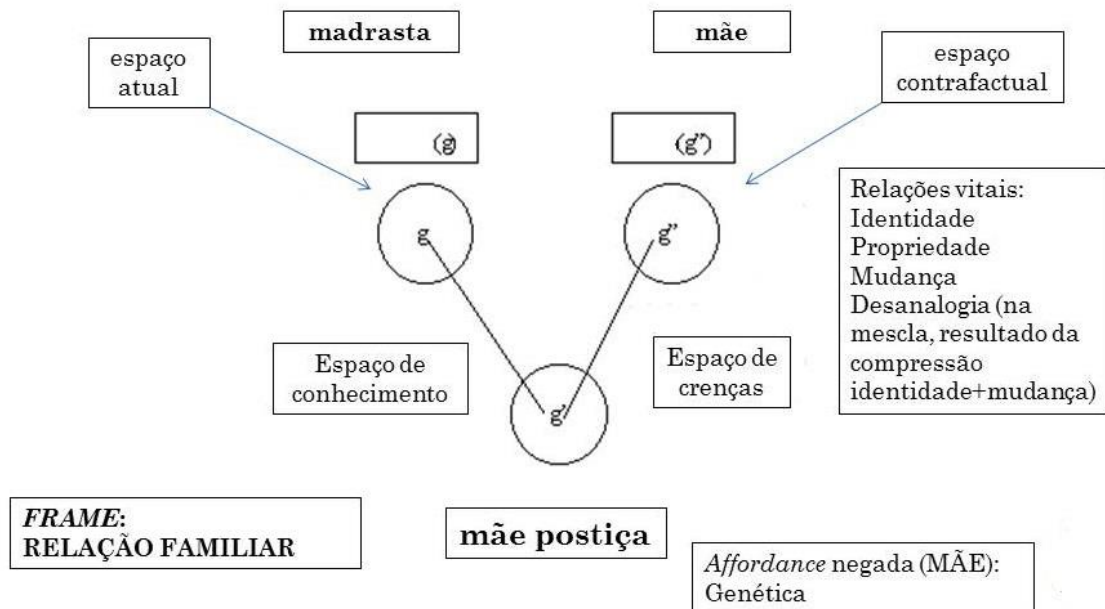 madrasta
mãe
espaço
atual
espaço
contrafactual
(g)
(g”)
g
g”
Relações vitais:
Identidade
Propriedade
Mudança
Desanalogia (na
mescla, resultado da
compressão
identidade+mudança)
Espaço de
conhecimento
Espaço de
crenças
g’
FRAME:
RELAÇÃO FAMILIAR
mãe postiça
Affordance negada (MÃE):
Genética